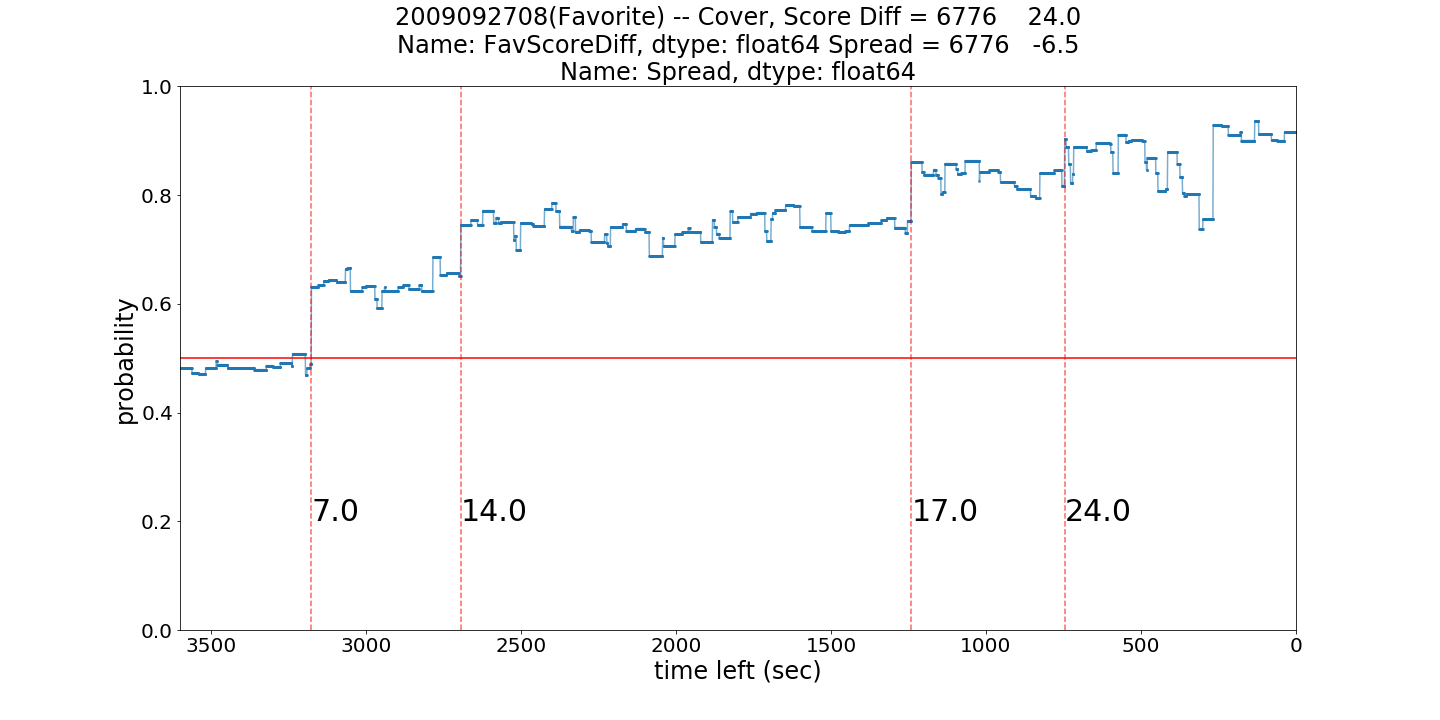 2009092708(Favorite) -- Cover, Score Diff = 6776    24.0
Name: FavScoreDiff, dtype: float64 Spread = 6776   -6.5
Name: Spread, dtype: float64
1.0
0.8
0.6
0.4
0.2
0.0
probability
7.0
14.0
17.0
24.0
3500 3000 2500 2000 1500 1000 500 0
time left (sec)